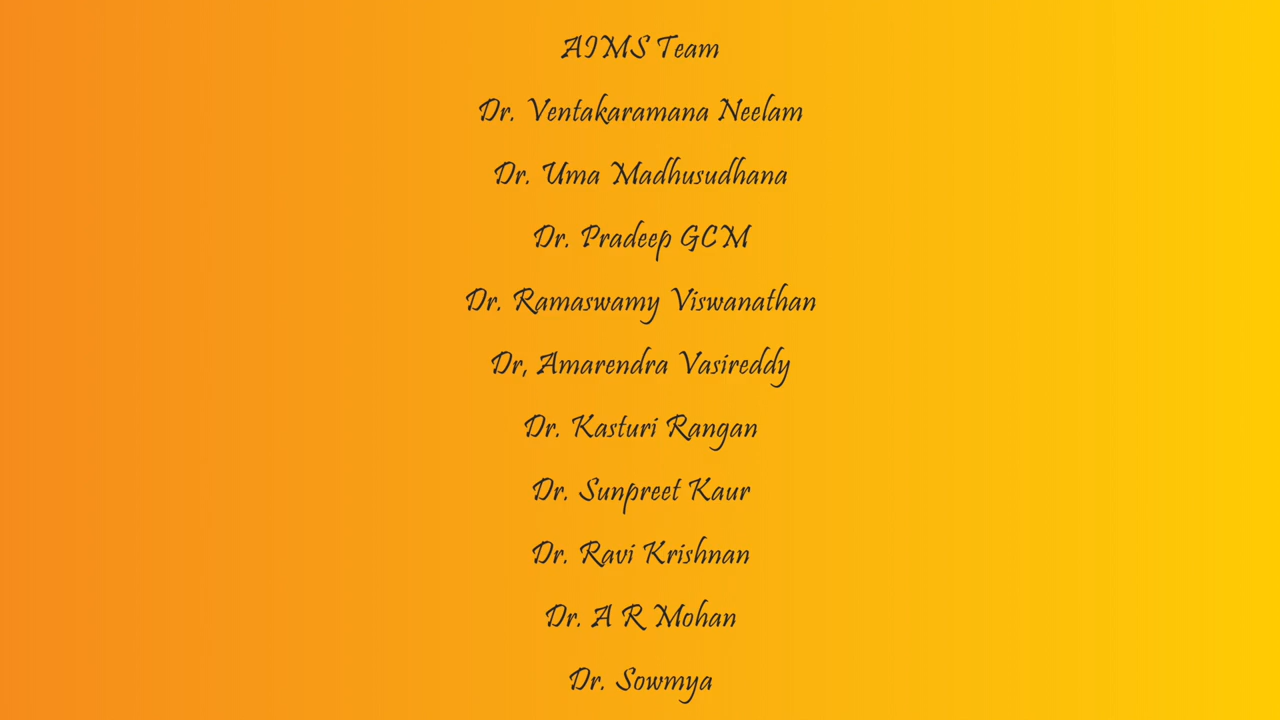 AIMS Team
Dr. Ventakaramana Neelam
Dr. Uma Madhusudhana
Dr. Pradeep GCM
Dr. Ramaswamy Viswanathan
Dr, Amarendra Vasireddy
Dr. Kasturi Rangan
Dr. Sunpreet Kaur
Dr. Ravi Krishnan
Dr. A R Mohan
Dr. Sowmya